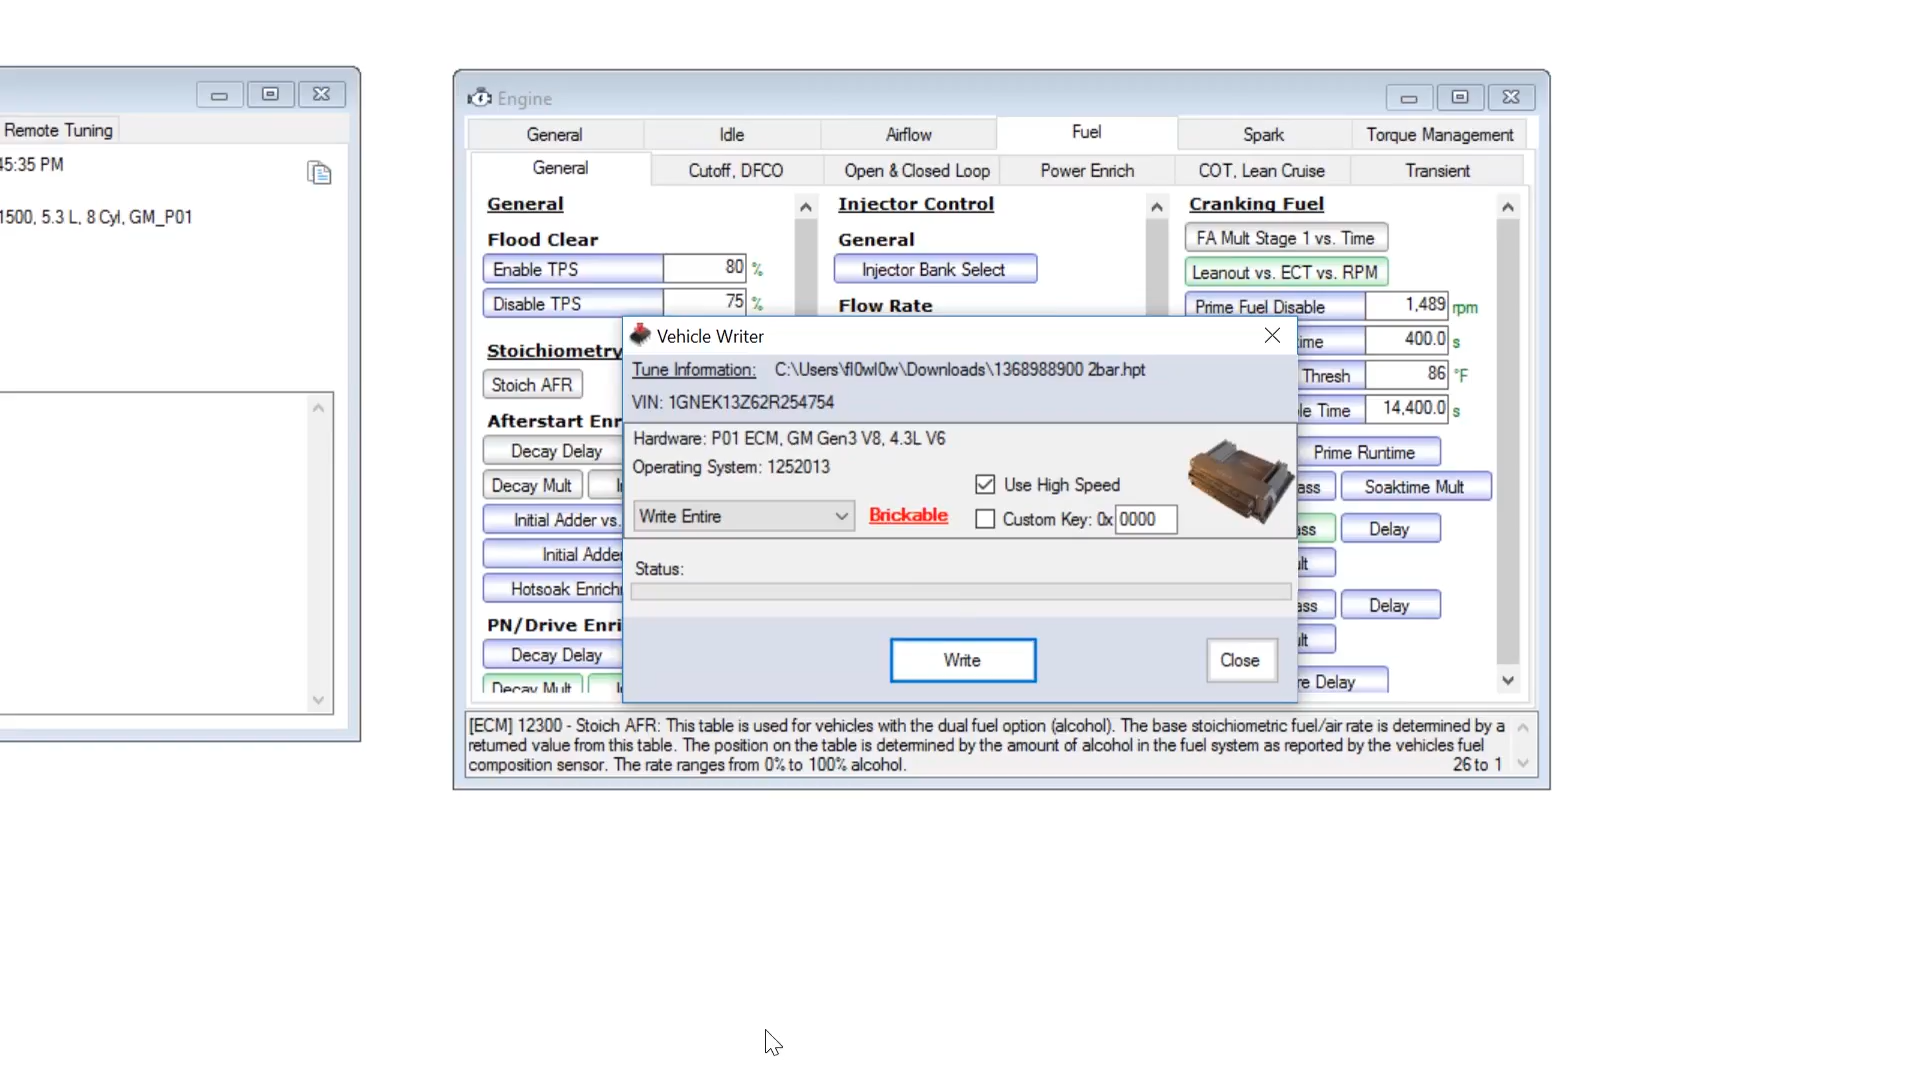 Remote Tuning
45:35 PM
1500, 5.3 L, 8 Cyl, GM_P01
Engine
General Idle Airflow Fuel Spark Torque Management
General Cutoff, DFCO Open & Closed Loop Power Enrich COT, Lean Cruise Transient
General
Flood Clear
Enable TPS 80 %
Disable TPS 75 %
Stoichiometry
Stoich AFR
Afterstart Enr
Decay Delay
Decay Mult
Initial Adder vs.
Initial Adde
Hotsoak Enrich
PN/Drive Enri
Decay Delay
Decay Mult
Injector Control
General
Injector Bank Select
Flow Rate
Cranking Fuel
FA Mult Stage 1 vs. Time
Leanout vs. ECT vs. RPM
Prime Fuel Disable 1,489 rpm
ime 400.0 s
Thresh 86 °F
le Time 14,400.0 s
Prime Runtime
ass Soaktime Mult
ass Delay
lt
ass Delay
lt
re Delay
Vehicle Writer
Tune Information: C:\Users\fl0wl0w\Downloads\1368988900 2bar.hpt
VIN: 1GNEK13Z62R254754
Hardware: P01 ECM, GM Gen3 V8, 4.3L V6
Operating System: 1252013
Use High Speed
Write Entire Brickable Custom Key: 0x 0000
Status:
Write Close
[ECM] 12300 - Stoich AFR: This table is used for vehicles with the dual fuel option (alcohol). The base stoichiometric fuel/air rate is determined by a
returned value from this table. The position on the table is determined by the amount of alcohol in the fuel system as reported by the vehicles fuel
composition sensor. The rate ranges from 0% to 100% alcohol. 26 to 1